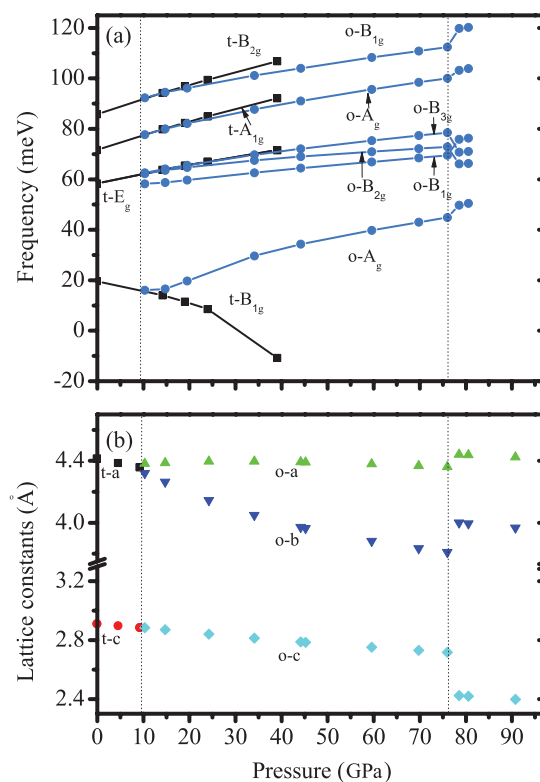 (a)
t-B2g
o-B1g
t-A1g
o-Ag
o-B3g
t-Eg
o-B2g
o-B1g
o-Ag
t-B1g
120
100
80
60
40
20
0
-20
Frequency (meV)
(b)
t-a
o-a
o-b
t-c
o-c
4.4
4.0
3.2
2.8
2.4
Lattice constants (Å)
0 10 20 30 40 50 60 70 80 90
Pressure (GPa)